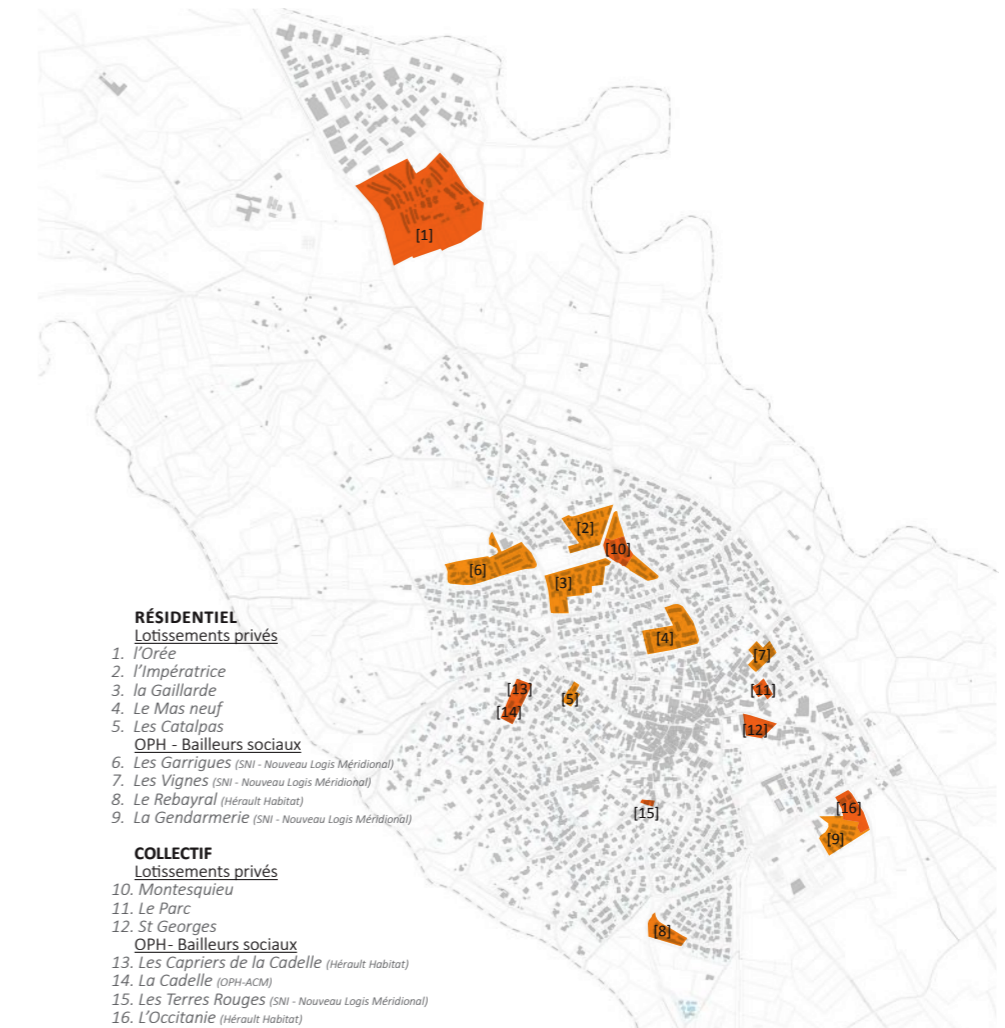 [1]
[2]
[10]
[6]
[3]
[4]
[7]
[13]
[5]
[11]
[14]
[12]
[15]
[16]
[9]
[8]
RÉSIDENTIEL
Lotissements privés
1. l'Orée
2. l'Impératrice
3. la Gaillarde
4. Le Mas neuf
5. Les Catalpas
OPH - Bailleurs sociaux
6. Les Garrigues (SNI - Nouveau Logis Méridional)
7. Les Vignes (SNI - Nouveau Logis Méridional)
8. Le Rebayral (Hérault Habitat)
9. La Gendarmerie (SNI - Nouveau Logis Méridional)
COLLECTIF
Lotissements privés
10. Montesquieu
11. Le Parc
12. St Georges
OPH - Bailleurs sociaux
13. Les Capriers de la Cadelle (Hérault Habitat)
14. La Cadelle (OPH-ACM)
15. Les Terres Rouges (SNI - Nouveau Logis Méridional)
16. L'Occitanie (Hérault Habitat)